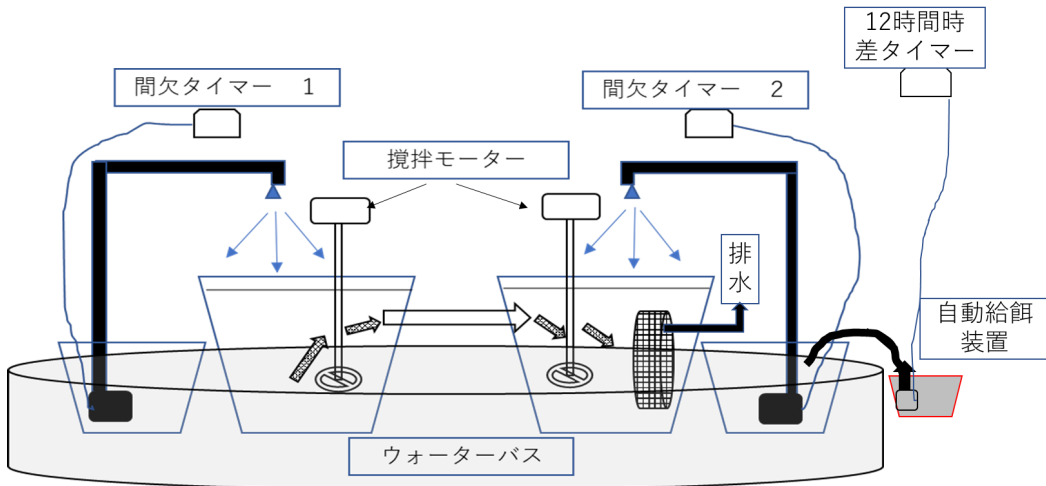 12時間時
差タイマー
間欠タイマー　1
間欠タイマー　2
撹拌モーター
排
水
自動給餌
装置
ウォーターバス